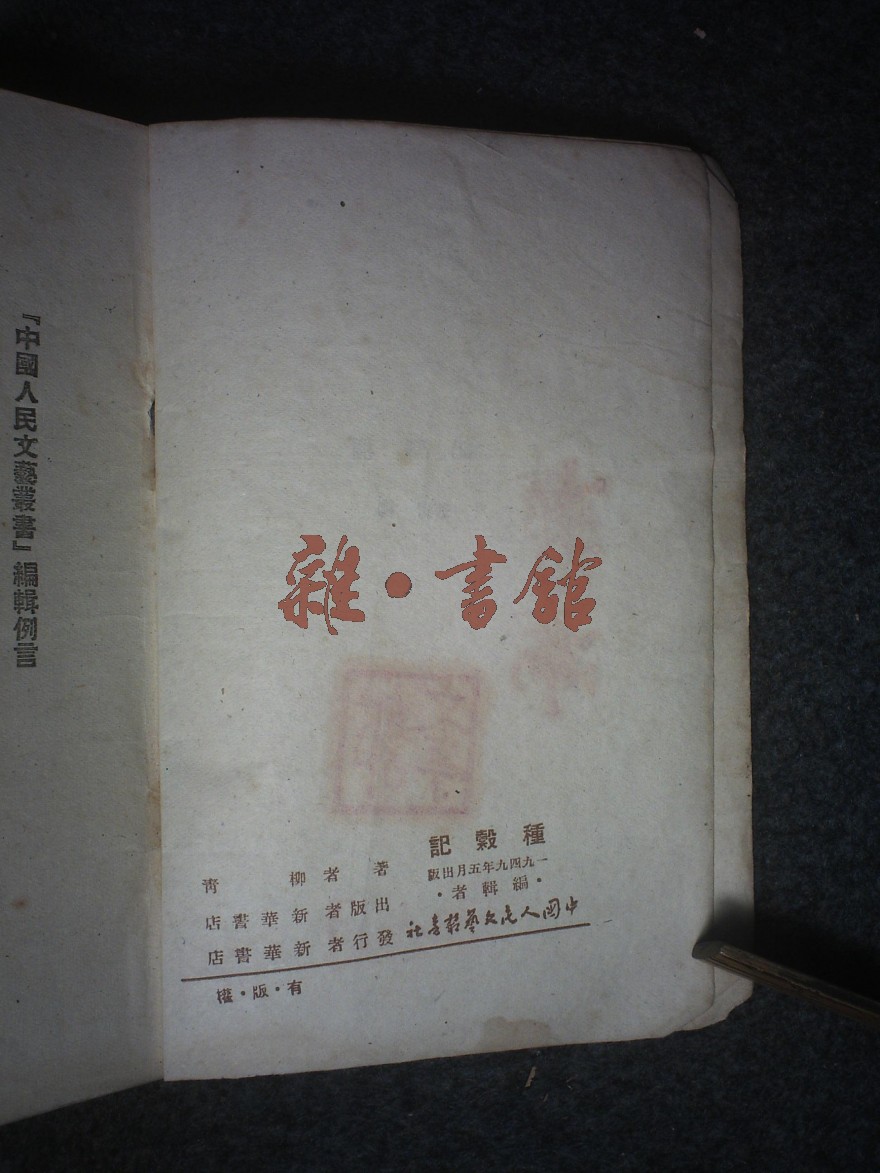 『中國人民文藝叢書』編輯例言
雜·書館
種穀記
一九四九年五月出版
·編輯者·
中国人民文藝叢書社
著者柳青
出版者新華書店
發行者新華書店
有·版·權